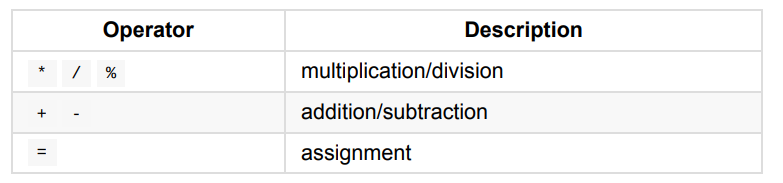 Operator Description
* / % multiplication/division
+ - addition/subtraction
= assignment